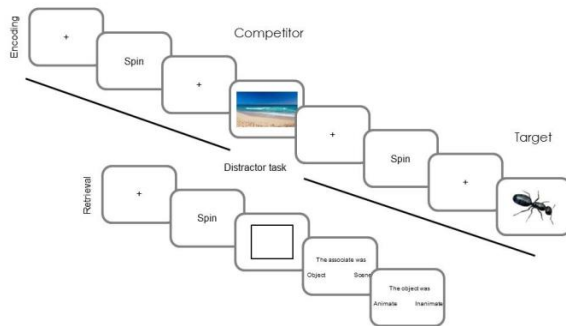 Encoding
+
Spin
+
Competitor
+
Spin
+
Target
Distractor task
Retrieval
+
Spin
The associate was
Object Scene
The object was
Animate Inanimate